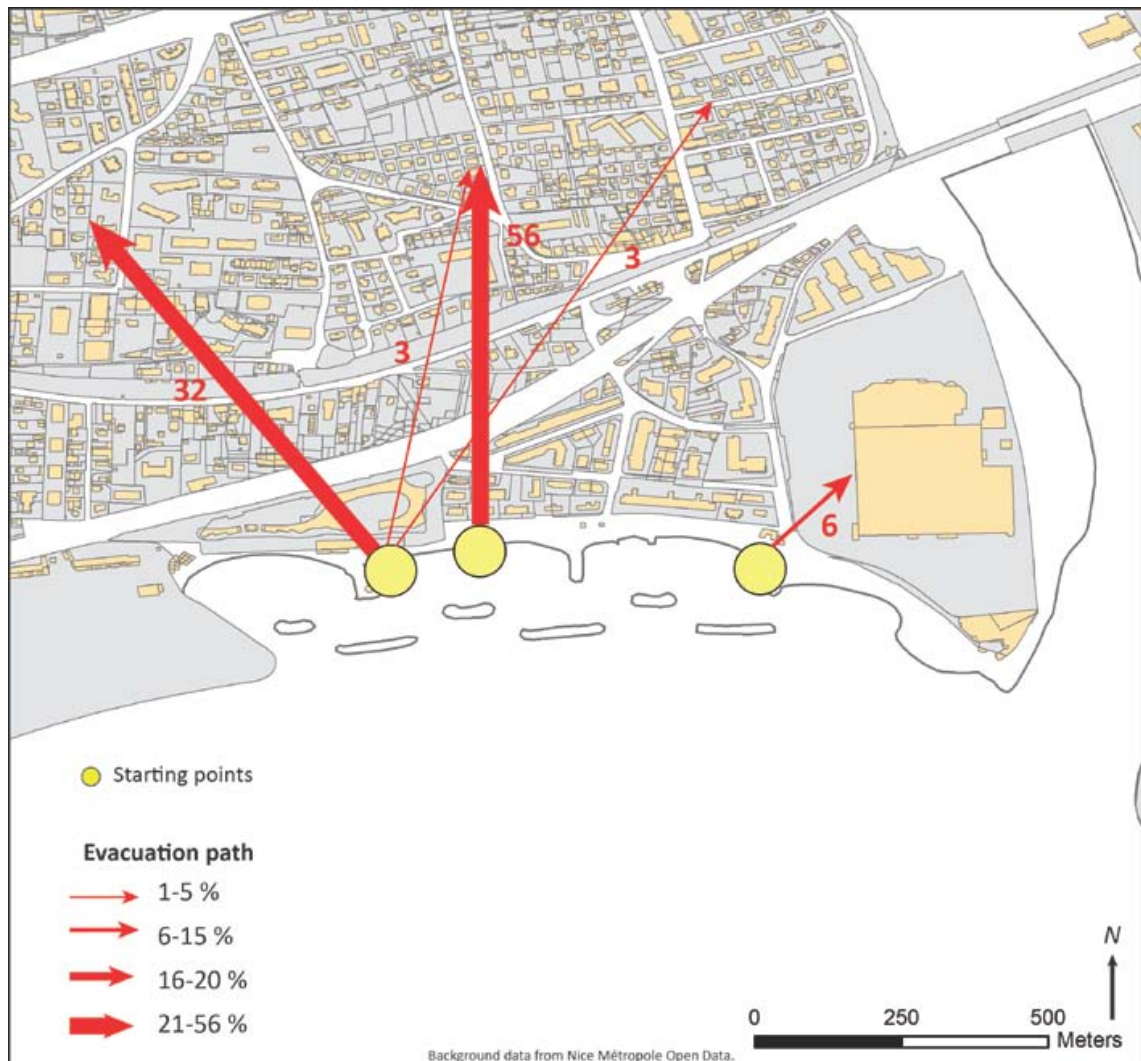 56
3
3
32
6
Starting points
Evacuation path
1-5 %
6-15 %
16-20 %
21-56 %
N
0 250 500
Meters
Background data from Nice Métropole Open Data.